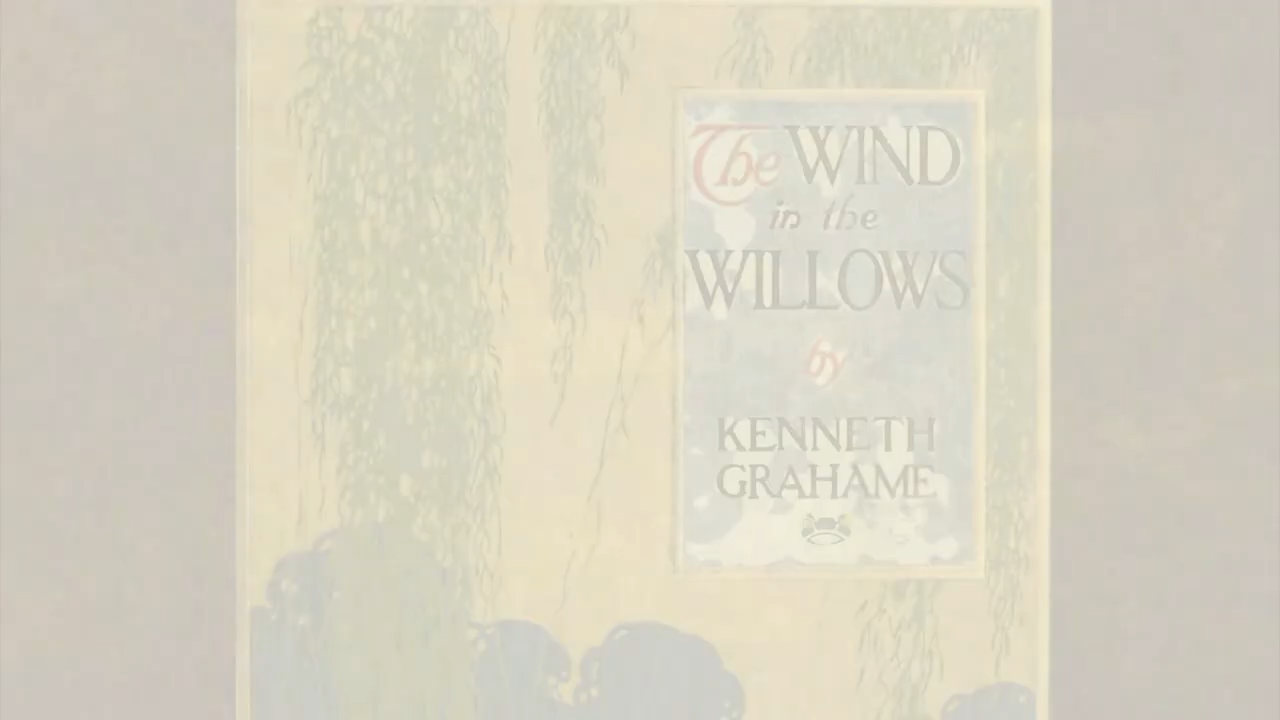 The WIND
in the
WILLOWS
by
KENNETH
GRAHAME